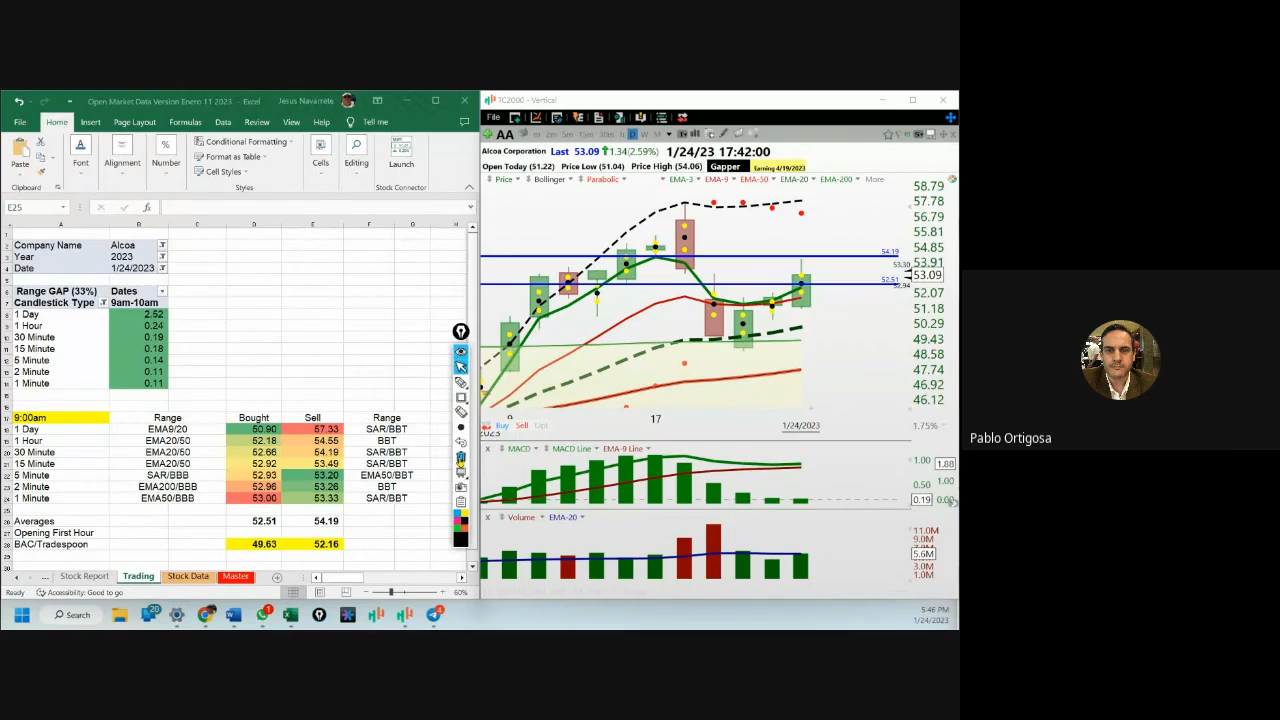 Open Market Data Version Enero 11 2023 - Excel
Jesus Navarrete
File Home Insert Page Layout Formulas Data Review View Help Tell me
Paste
Clipboard
Font
Alignment
Number
Conditional Formatting
Format as Table
Cell Styles
Styles
Cells
Editing
Launch
Stock Connector
E25
A B C D E F G H
Company Name Alcoa
Year 2023
Date 1/24/2023
Range GAP (33%) Dates
Candlestick Type 9am-10am
1 Day 2.52
1 Hour 0.24
30 Minute 0.19
15 Minute 0.18
5 Minute 0.14
2 Minute 0.11
1 Minute 0.11
9:00am Range Bought Sell Range
1 Day EMA9/20 50.90 57.33 SAR/BBT
1 Hour EMA20/50 52.18 54.55 BBT
30 Minute EMA20/50 52.66 54.19 SAR/BBT
15 Minute EMA20/50 52.92 53.49 SAR/BBT
5 Minute SAR/BBB 52.93 53.20 EMA50/BBT
2 Minute EMA200/BBB 52.96 53.26 BBT
1 Minute EMA50/BBB 53.00 53.33 SAR/BBT
Averages 52.51 54.19
Opening First Hour
BAC/Tradespoon 49.63 52.16
... Stock Report Trading Stock Data Master
Ready Accessibility: Good to go 60%
TC2000 - Vertical
File
AA
Alcoa Corporation Last 53.09 1.34(2.59%) 1/24/23 17:42:00
Open Today (51.22) Price Low (51.04) Price High (54.06) Gapper Earning 4/19/2023
Price Bollinger Parabolic EMA-3 EMA-9 EMA-50 EMA-20 EMA-200 More
58.79
57.78
56.79
55.81
54.85
54.19
53.91
53.30
53.09
52.51
52.94
52.07
51.18
50.29
49.43
48.58
47.74
46.92
46.12
9 17 1/24/2023
2023
Buy Sell Opt
1.75%
X MACD MACD Line EMA-9 Line
1.00 1.88
1.00
0.50
0.19 0.00
X Volume EMA-20
11.0M
9.0M
5.6M
3.0M
1.0M
Search
20
1
4
5:46 PM
1/24/2023
Pablo Ortigosa